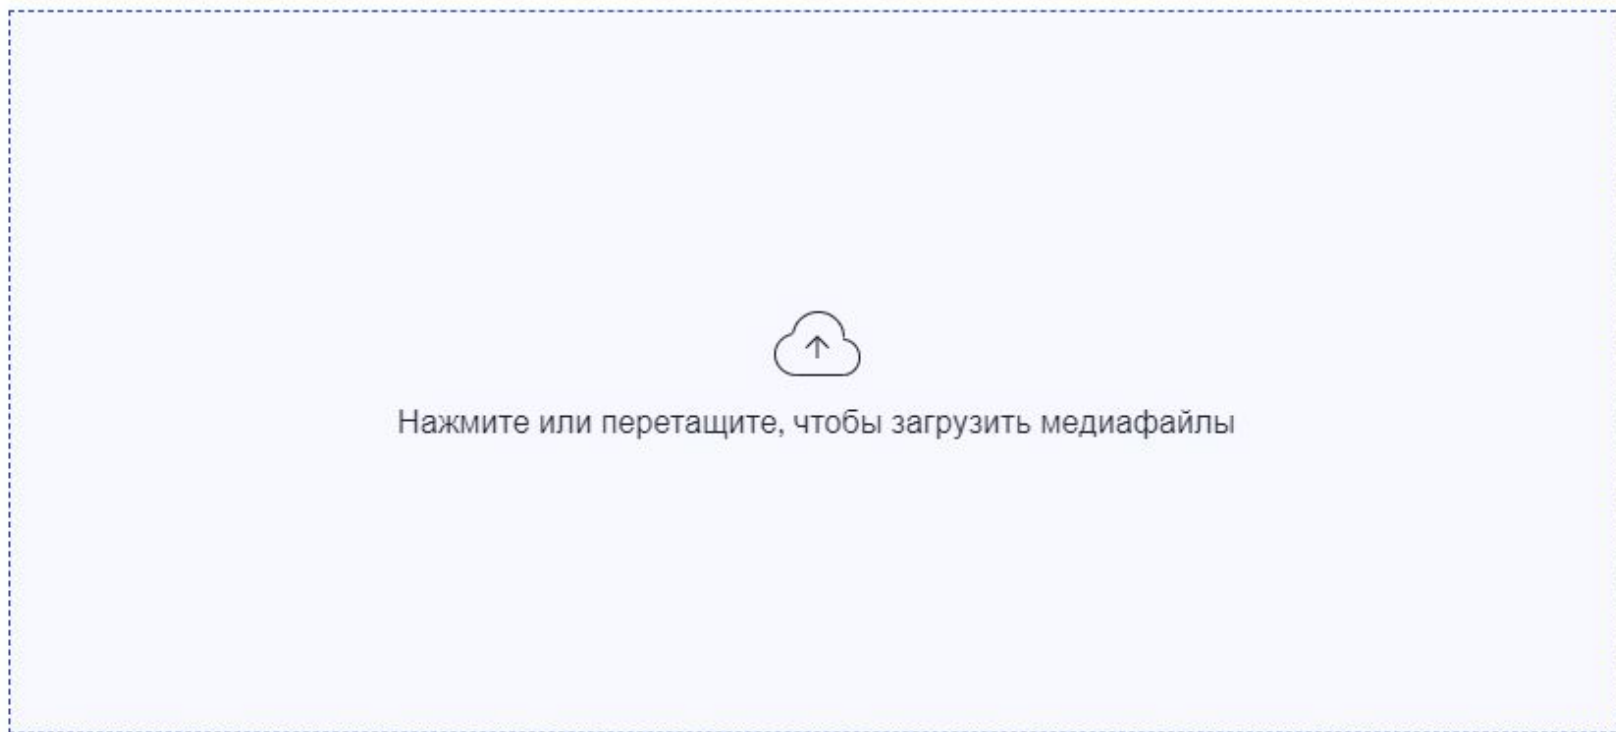 Нажмите или перетащите, чтобы загрузить медиафайлы